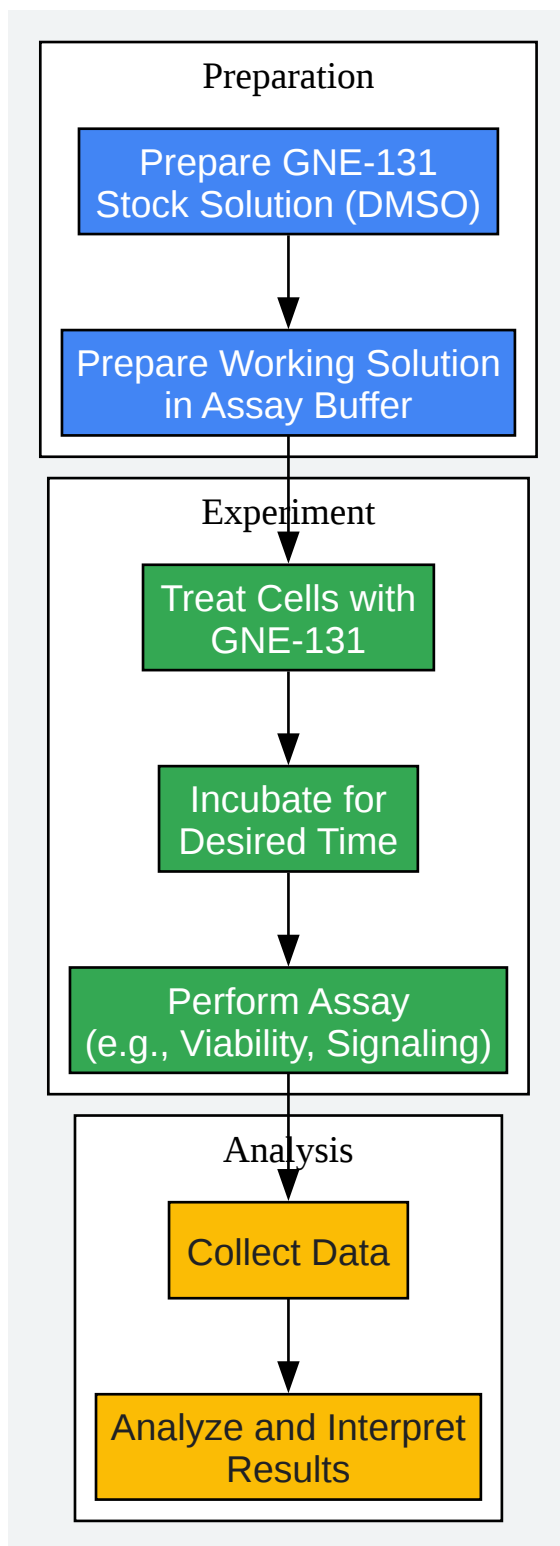 Preparation
Prepare GNE-131
Stock Solution (DMSO)
Prepare Working Solution
in Assay Buffer
Experiment
Treat Cells with
GNE-131
Incubate for
Desired Time
Perform Assay
(e.g., Viability, Signaling)
Analysis
Collect Data
Analyze and Interpret
Results